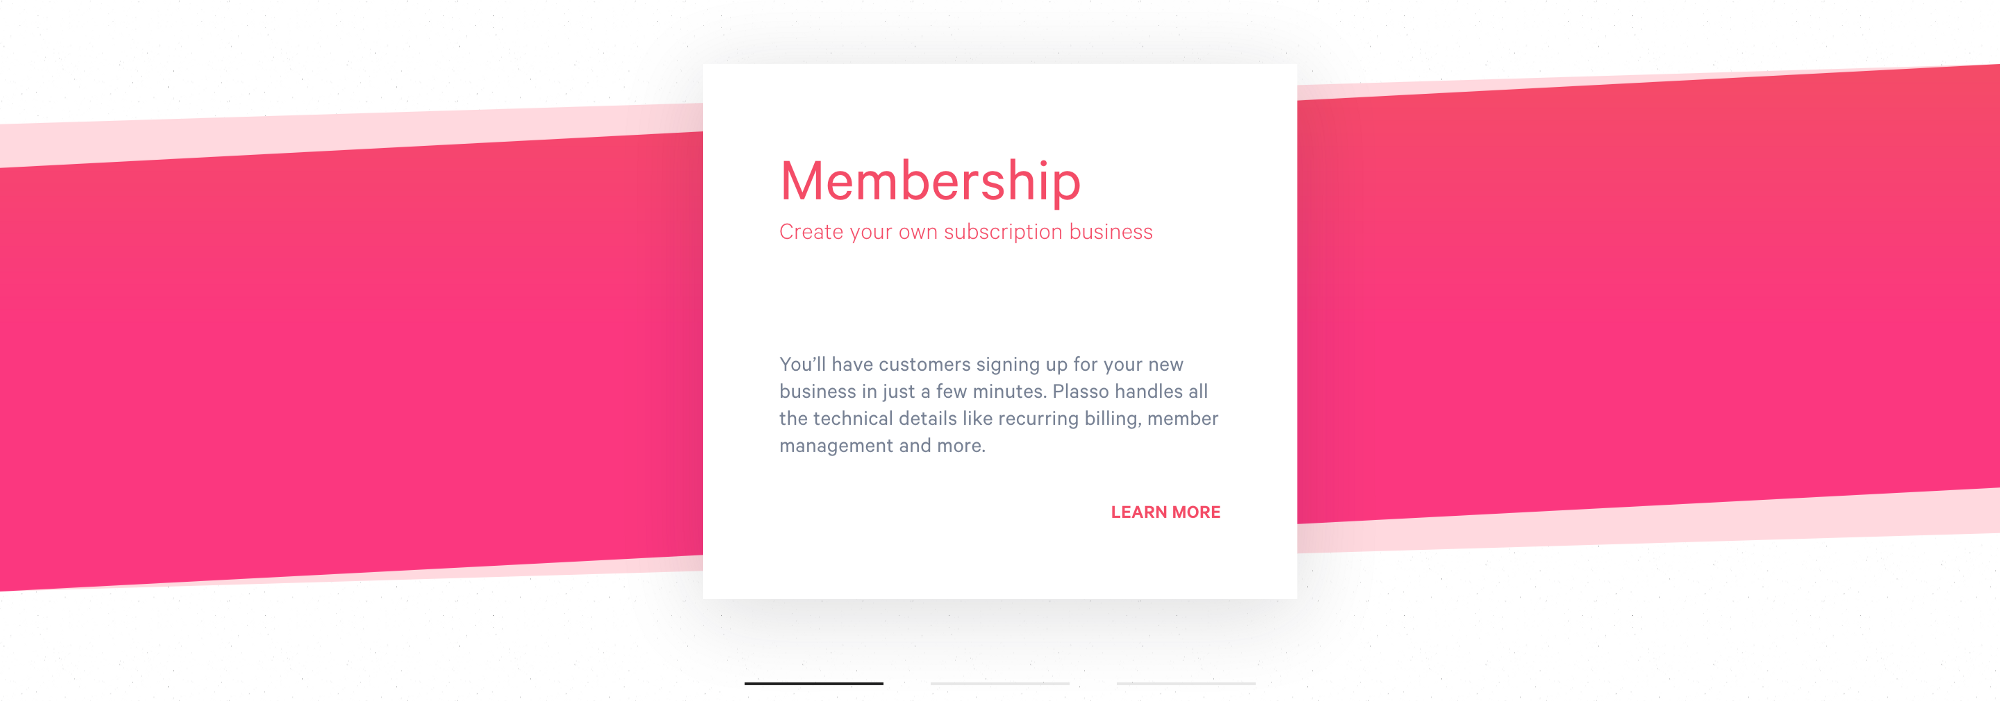 Membership
Create your own subscription business
You’ll have customers signing up for your new
business in just a few minutes. Plasso handles all
the technical details like recurring billing, member
management and more.
LEARN MORE